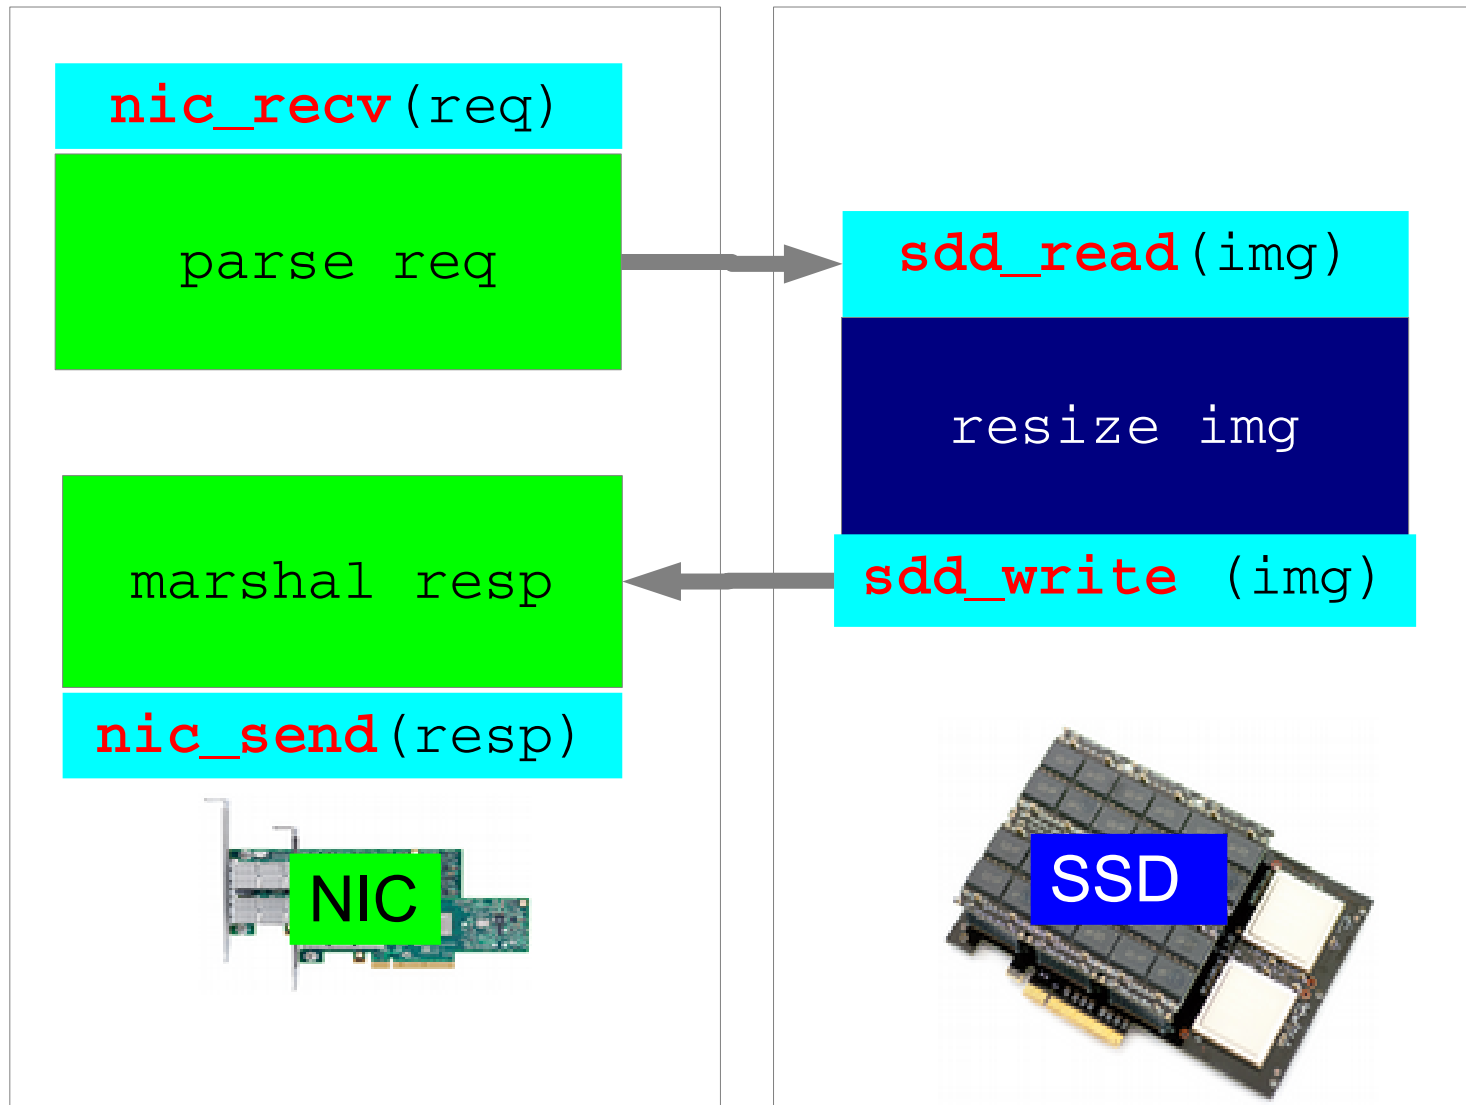 nic_recv(req)
parse req
marshal resp
nic_send(resp)
NIC
sdd_read(img)
resize img
sdd_write (img)
SSD